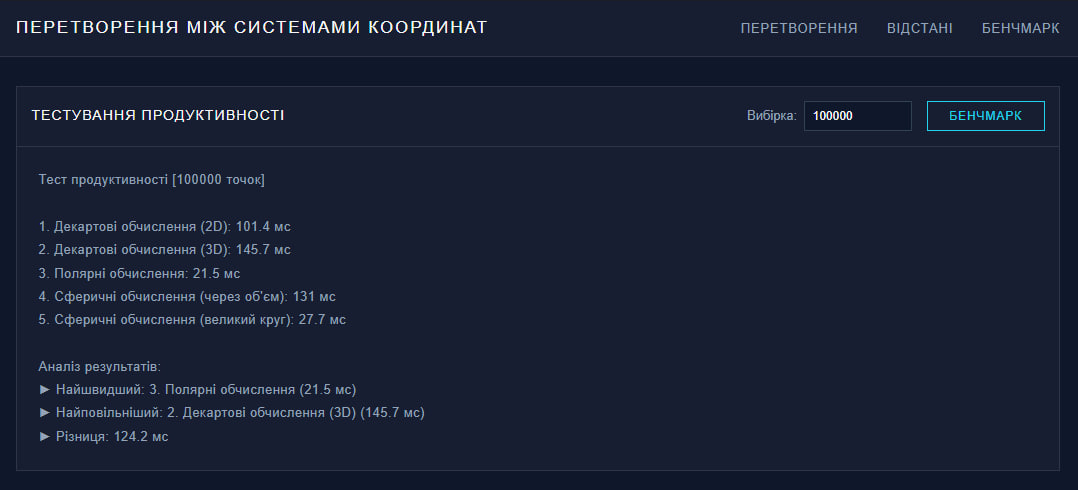 ПЕРЕТВОРЕННЯ МІЖ СИСТЕМАМИ КООРДИНАТ
ПЕРЕТВОРЕННЯ ВІДСТАНІ БЕНЧМАРК
ТЕСТУВАННЯ ПРОДУКТИВНОСТІ
Вибірка: 100000 БЕНЧМАРК
Тест продуктивності [100000 точок]
1. Декартові обчислення (2D): 101.4 мс
2. Декартові обчислення (3D): 145.7 мс
3. Полярні обчислення: 21.5 мс
4. Сферичні обчислення (через об'єм): 131 мс
5. Сферичні обчислення (великий круг): 27.7 мс
Аналіз результатів:
► Найшвидший: 3. Полярні обчислення (21.5 мс)
► Найповільніший: 2. Декартові обчислення (3D) (145.7 мс)
► Різниця: 124.2 мс